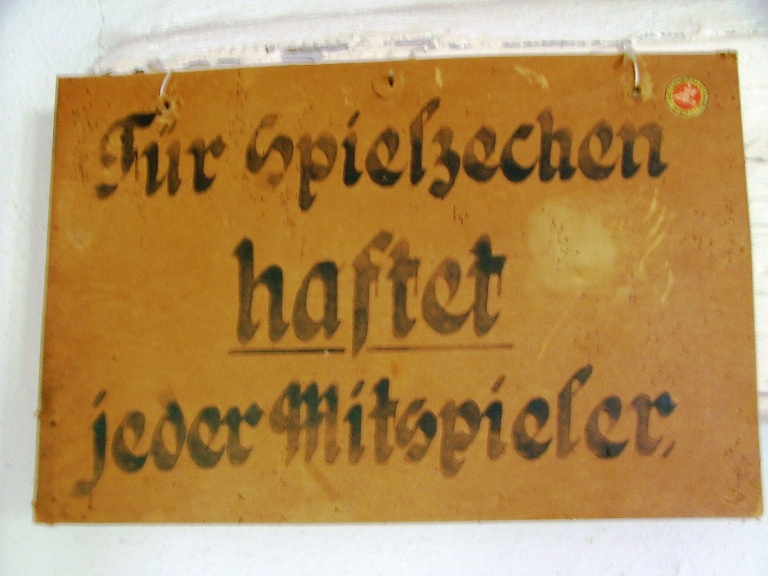 Für Spielzechen
haftet
jeder Mitspieler.